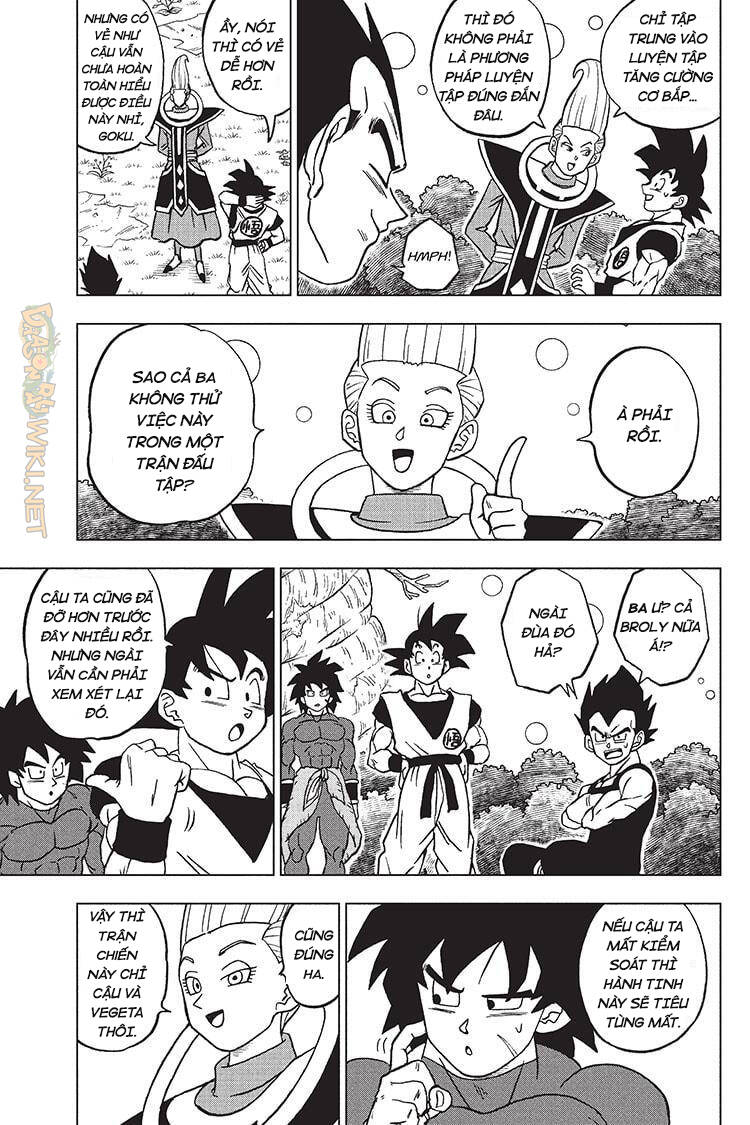 CHỈ TẬP
TRUNG VÀO
LUYỆN TẬP
TĂNG CƯỜNG
CƠ BẮP...
THÌ ĐÓ
KHÔNG PHẢI
LÀ PHƯƠNG
PHÁP LUYỆN
TẬP ĐÚNG ĐẮN
ĐÂU.
HMPH!
悟
ẦY, NÓI
THÌ CÓ VẺ
DỄ HƠN
RỒI.
NHƯNG CÓ
VẺ NHƯ
CẬU VẪN
CHƯA HOÀN
TOÀN HIỂU
ĐƯỢC ĐIỀU
NÀY NHỈ,
GOKU.
悟
À PHẢI
RỒI.
SAO CẢ BA
KHÔNG THỬ
VIỆC NÀY
TRONG MỘT
TRẬN ĐẤU
TẬP?
DRAGON BALL
WIKI.NET
BA Ư? CẢ
BROLY NỮA
Á!?
NGÀI
ĐÙA ĐÓ
HẢ?
悟
CẬU TA CŨNG ĐÃ
ĐỠ HƠN TRƯỚC
ĐÂY NHIỀU RỒI.
NHƯNG NGÀI
VẪN CẦN PHẢI
XEM XÉT LẠI
ĐÓ.
NẾU CẬU TA
MẤT KIỂM
SOÁT THÌ
HÀNH TINH
NÀY SẼ TIÊU
TÙNG MẤT.
CŨNG
ĐÚNG
HA.
VẬY THÌ
TRẬN
CHIẾN
NÀY CHỈ
CẬU VÀ
VEGETA
THÔI.